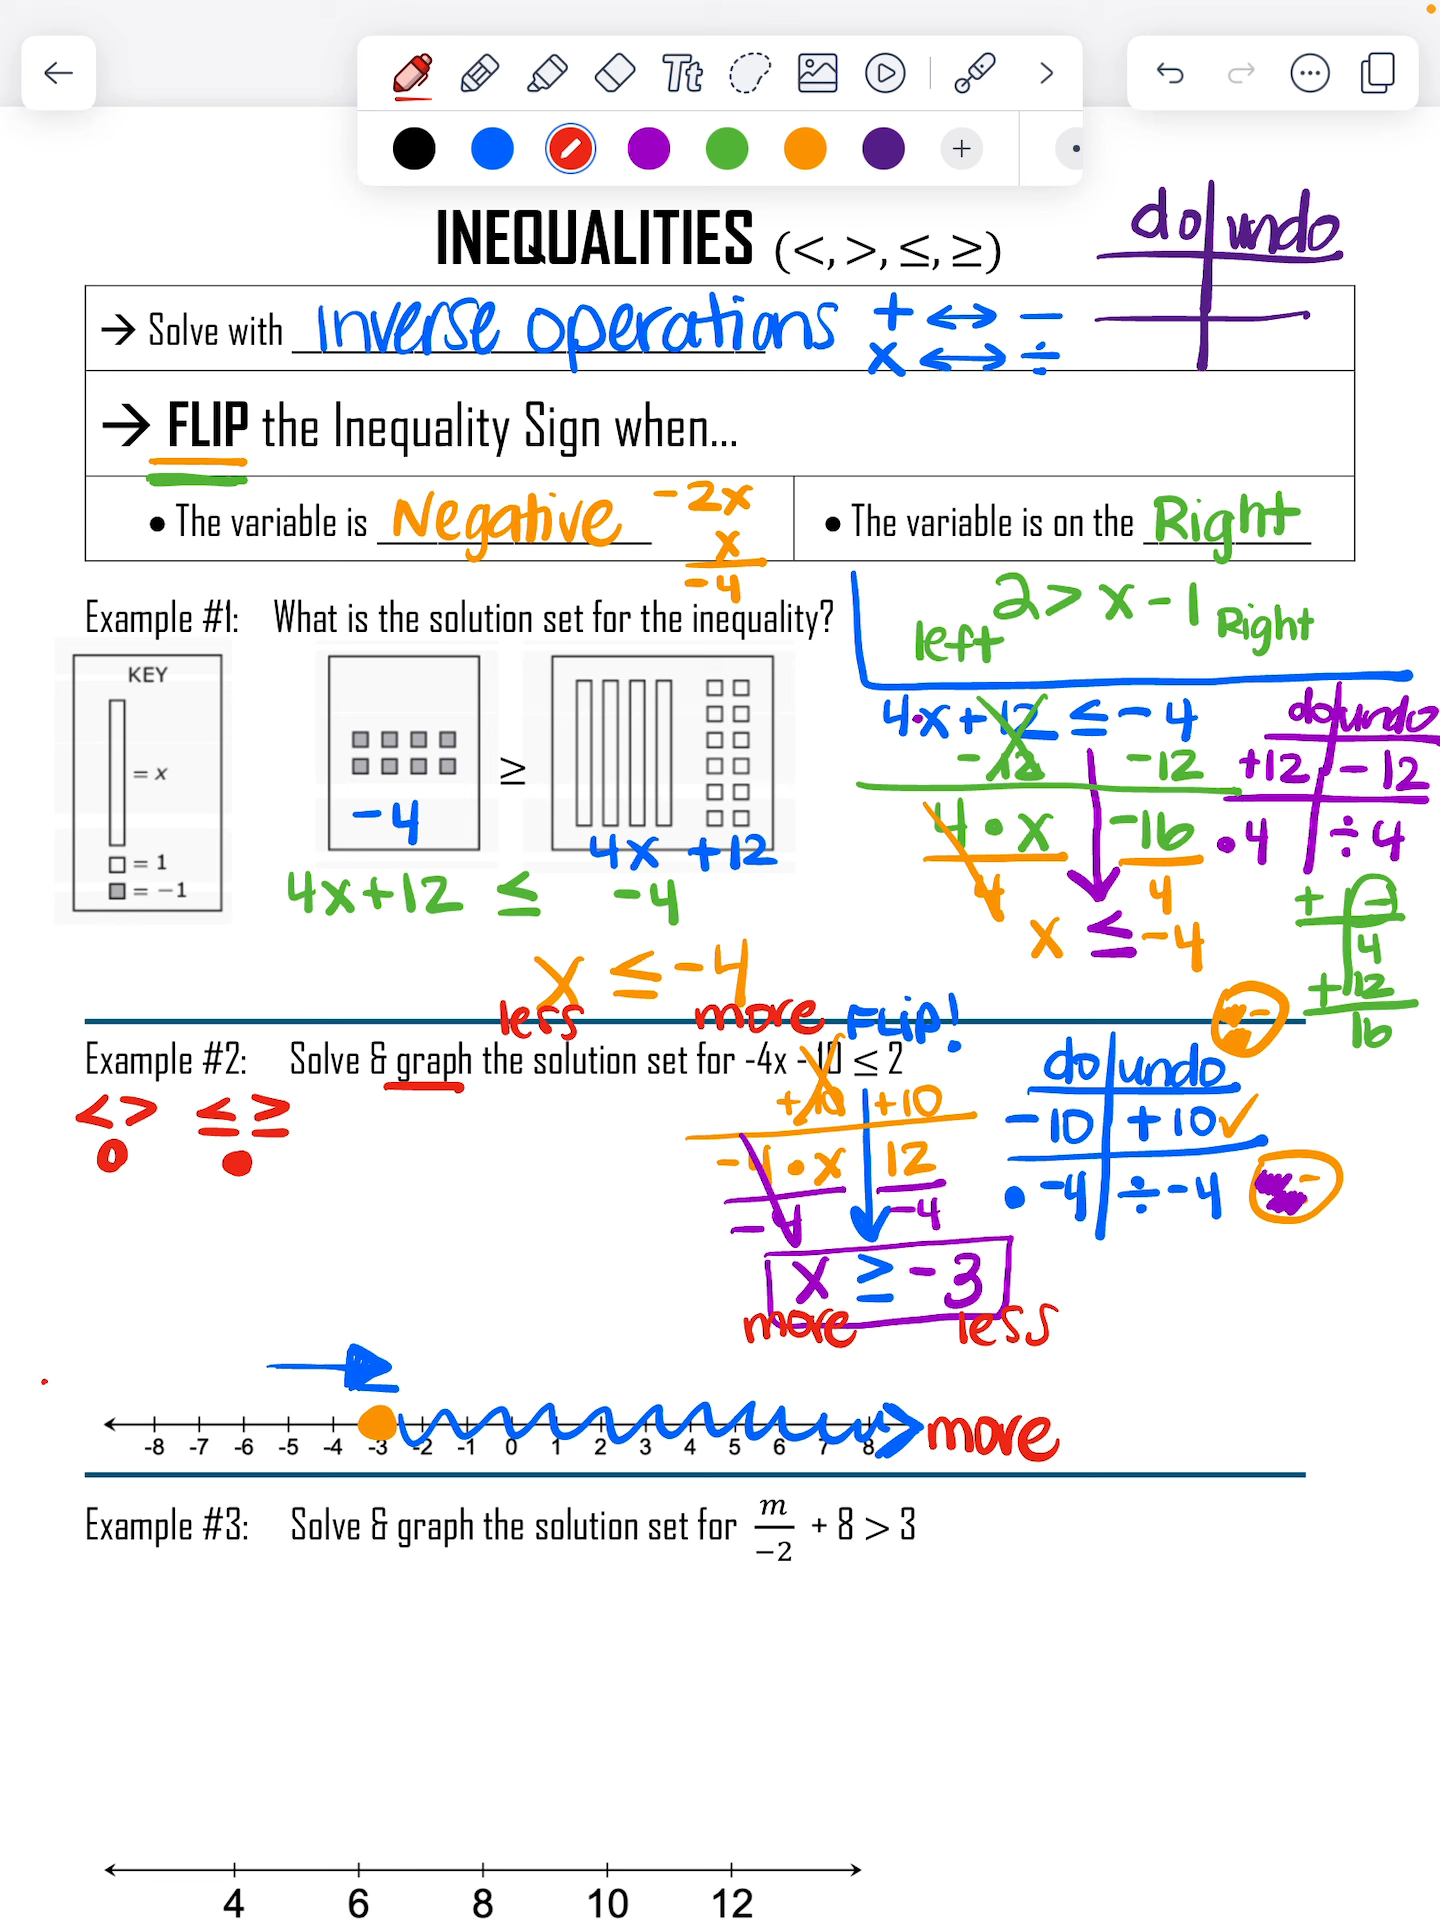 Tt
INEQUALITIES (<, >, ≤, ≥)
do undo
→ Solve with Inverse operations + ↔ −
x ↔ ÷
→ FLIP the Inequality Sign when...
• The variable is Negative -2x
x
-4
• The variable is on the Right
2 > x - 1
left Right
Example #1: What is the solution set for the inequality?
KEY
= x
= 1
= −1
≥
-4
4x +12
4x+12 ≤ -4
x ≤ -4
4·x + 12 ≤ -4
-12 -12
4 • x -16
4 4
x ≤ -4
do undo
+12 -12
•4 ÷4
+ -
4
+12
16
less more FLIP!
Example #2: Solve & graph the solution set for -4x - 10 ≤ 2
< > ≤ ≥
+10 +10
-4 • x 12
-4 -4
x ≥ -3
more less
do undo
-10 +10 ✓
• -4 ÷ -4
-
-8 -7 -6 -5 -4 -3 -2 -1 0 1 2 3 4 5 6 7 8
more
Example #3: Solve & graph the solution set for m/−2 + 8 > 3
4 6 8 10 12